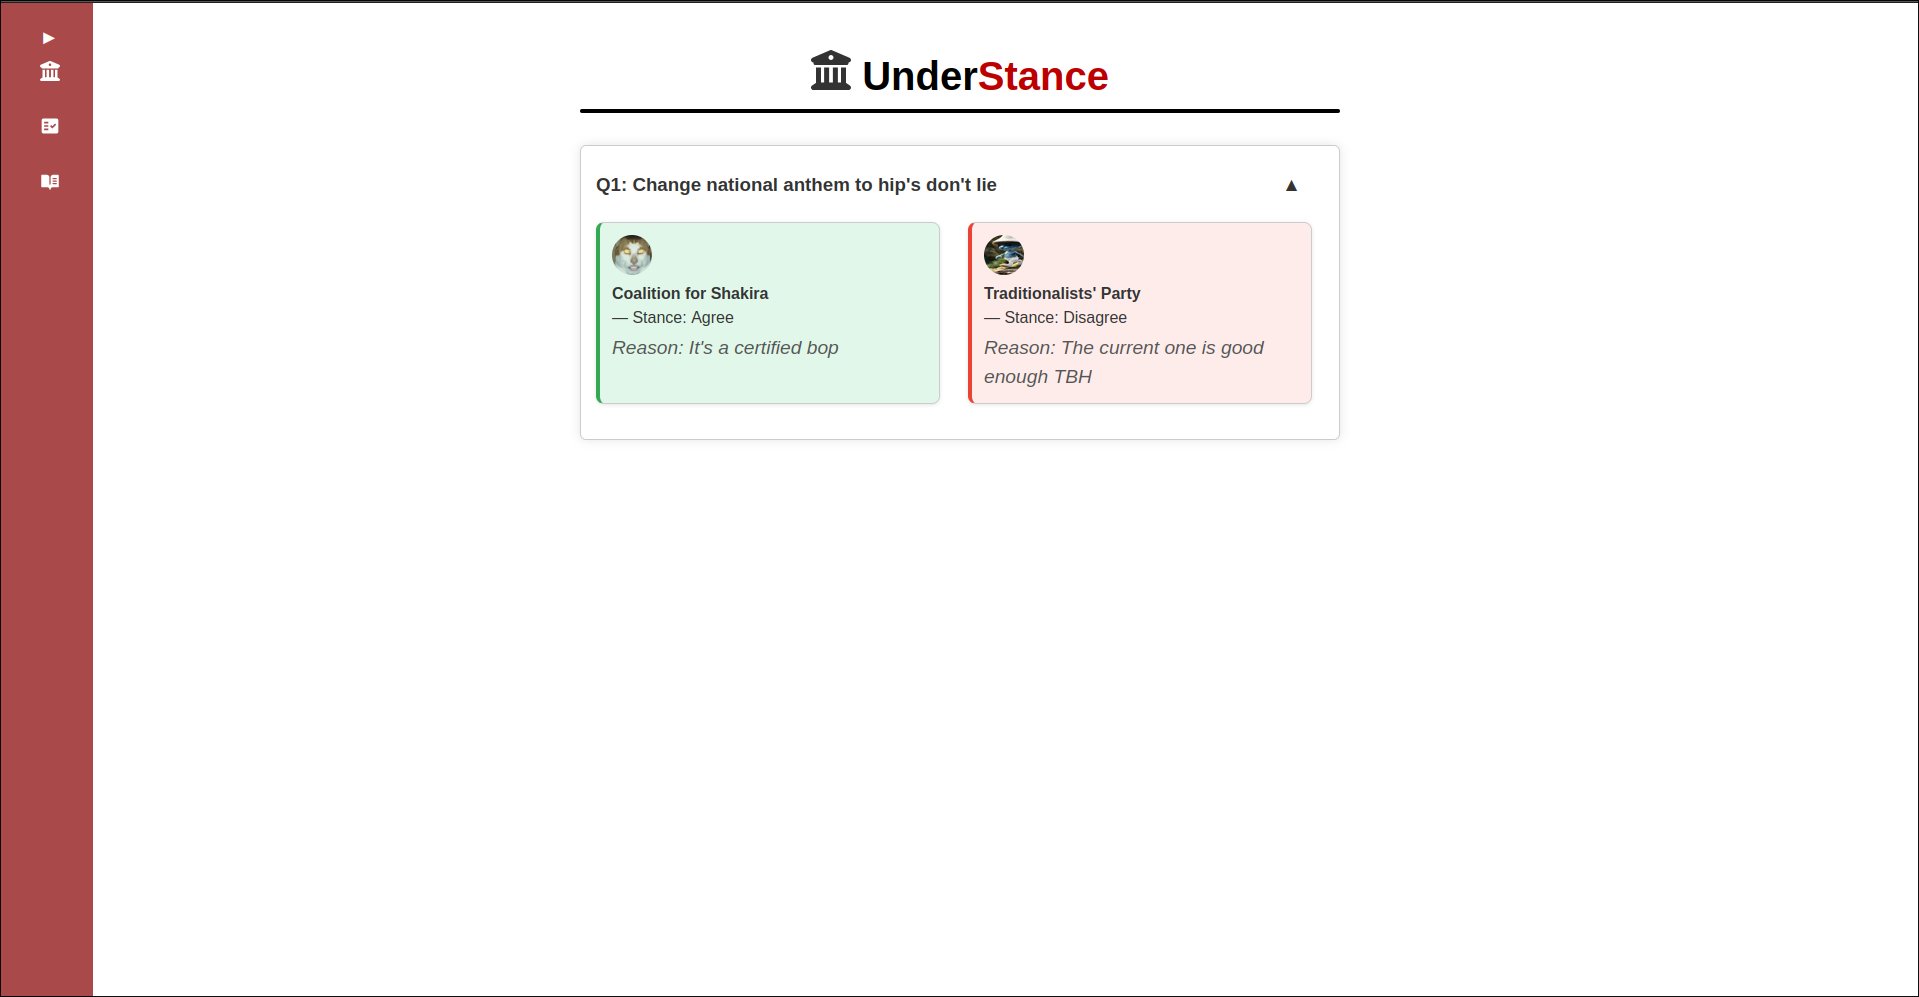 UnderStance
Q1: Change national anthem to hip's don't lie
▲
Coalition for Shakira
— Stance: Agree
Reason: It's a certified bop
Traditionalists' Party
— Stance: Disagree
Reason: The current one is good
enough TBH